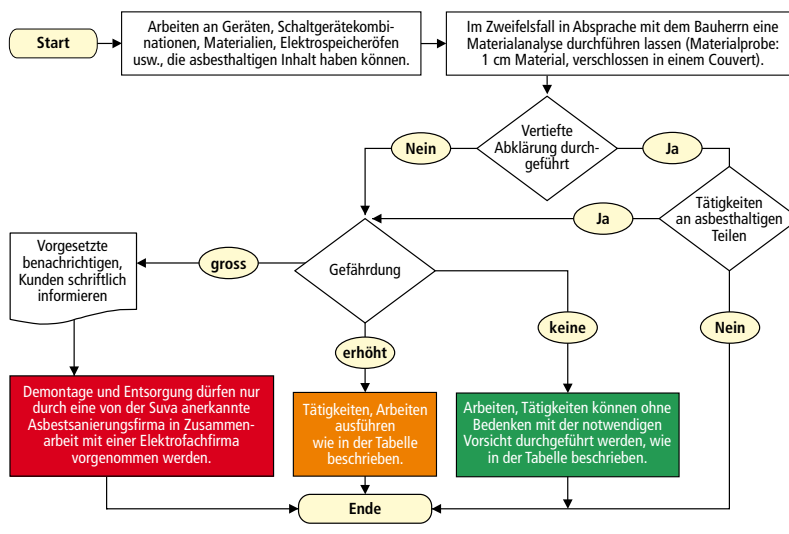 Start
Arbeiten an Geräten, Schaltgerätekombi-
nationen, Materialien, Elektrospeicheröfen
usw., die asbesthaltigen Inhalt haben können.
Im Zweifelsfall in Absprache mit dem Bauherrn eine
Materialanalyse durchführen lassen (Materialprobe:
1 cm Material, verschlossen in einem Couvert).
Vertiefte
Abklärung durch-
geführt
Nein
Ja
Tätigkeiten
an asbesthaltigen
Teilen
Ja
Nein
Gefährdung
gross
erhöht
keine
Vorgesetzte
benachrichtigen,
Kunden schriftlich
informieren
Demontage und Entsorgung dürfen nur
durch eine von der Suva anerkannte
Asbestsanierungsfirma in Zusammen-
arbeit mit einer Elektrofachfirma
vorgenommen werden.
Tätigkeiten, Arbeiten
ausführen
wie in der Tabelle
beschrieben.
Arbeiten, Tätigkeiten können ohne
Bedenken mit der notwendigen
Vorsicht durchgeführt werden, wie
in der Tabelle beschrieben.
Ende